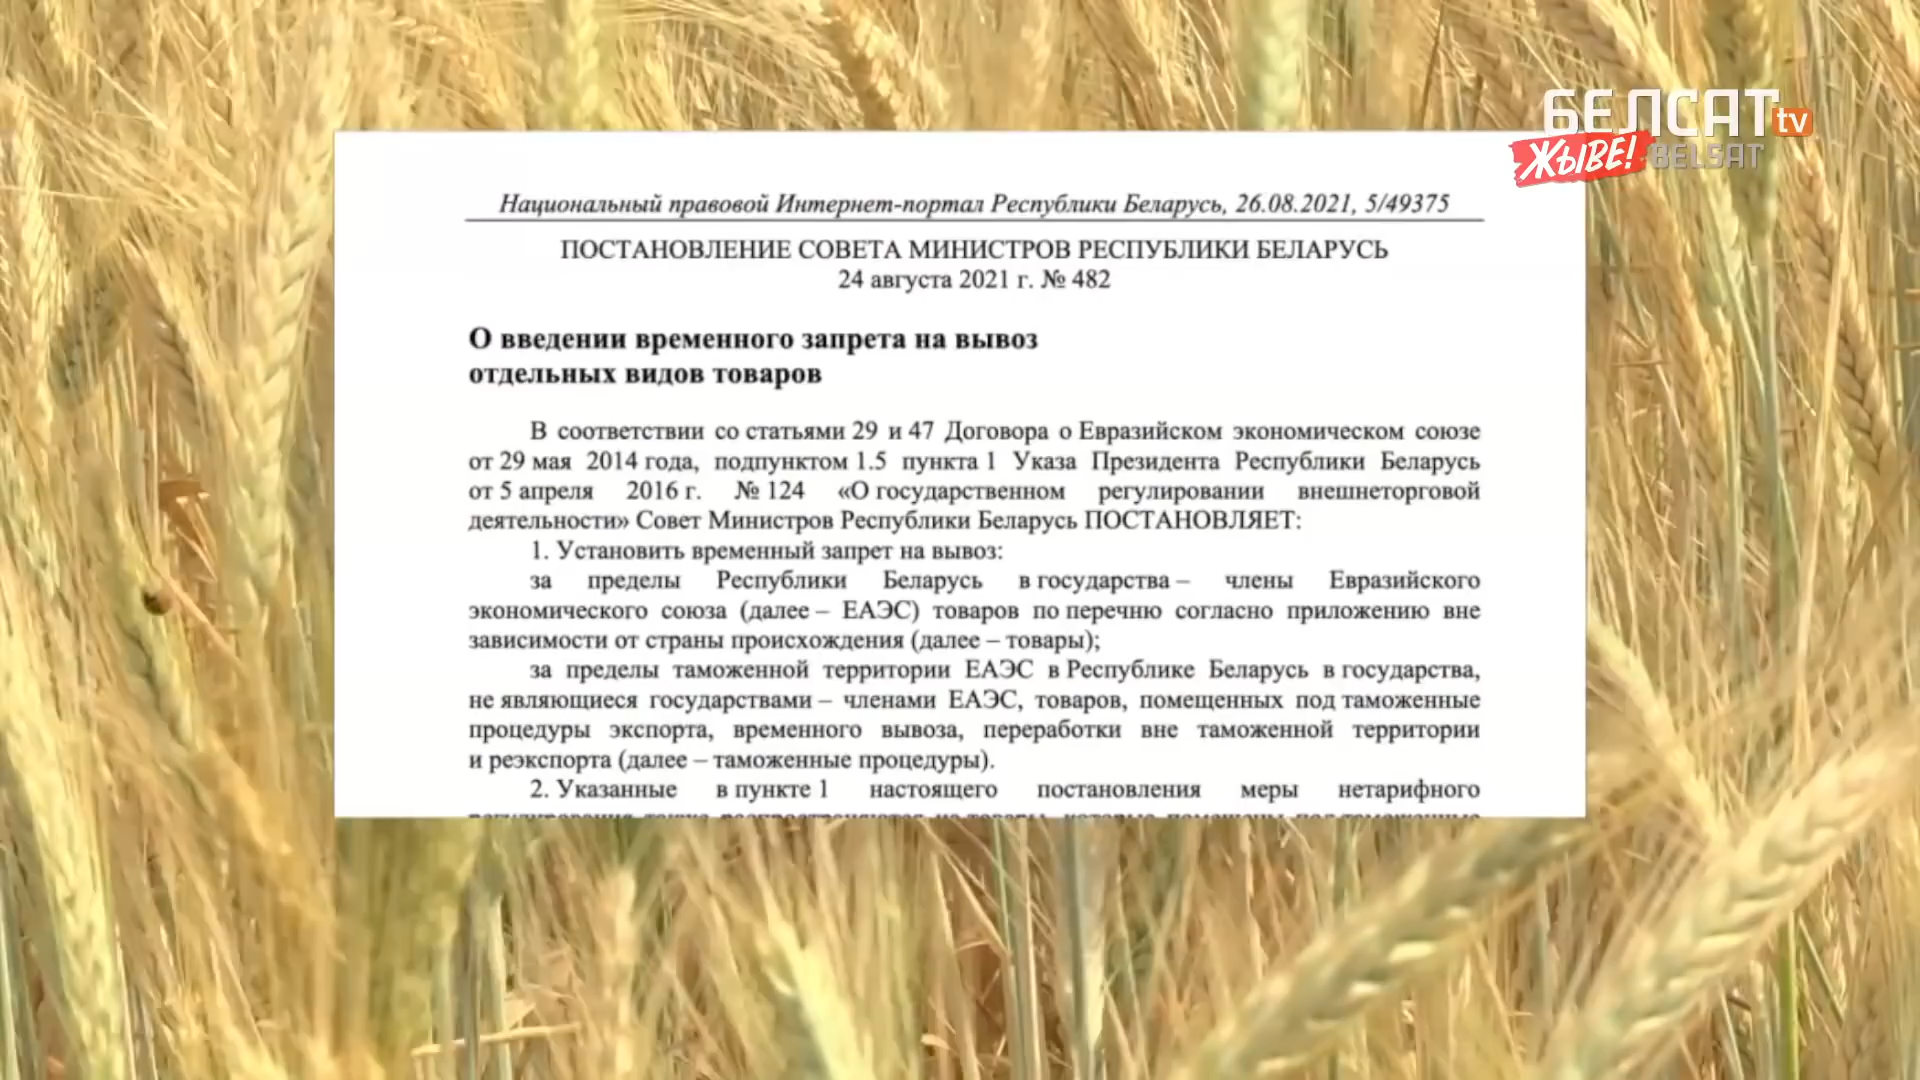 БЕЛСАТ tv
ЖЫВЕ! BELSAT
Национальный правовой Интернет-портал Республики Беларусь, 26.08.2021, 5/49375
ПОСТАНОВЛЕНИЕ СОВЕТА МИНИСТРОВ РЕСПУБЛИКИ БЕЛАРУСЬ
24 августа 2021 г. № 482
О введении временного запрета на вывоз
отдельных видов товаров
В соответствии со статьями 29 и 47 Договора о Евразийском экономическом союзе
от 29 мая 2014 года, подпунктом 1.5 пункта 1 Указа Президента Республики Беларусь
от 5 апреля 2016 г. № 124 «О государственном регулировании внешнеторговой
деятельности» Совет Министров Республики Беларусь ПОСТАНОВЛЯЕТ:
1. Установить временный запрет на вывоз:
за пределы Республики Беларусь в государства – члены Евразийского
экономического союза (далее – ЕАЭС) товаров по перечню согласно приложению вне
зависимости от страны происхождения (далее – товары);
за пределы таможенной территории ЕАЭС в Республике Беларусь в государства,
не являющиеся государствами – членами ЕАЭС, товаров, помещенных под таможенные
процедуры экспорта, временного вывоза, переработки вне таможенной территории
и реэкспорта (далее – таможенные процедуры).
2. Указанные в пункте 1 настоящего постановления меры нетарифного